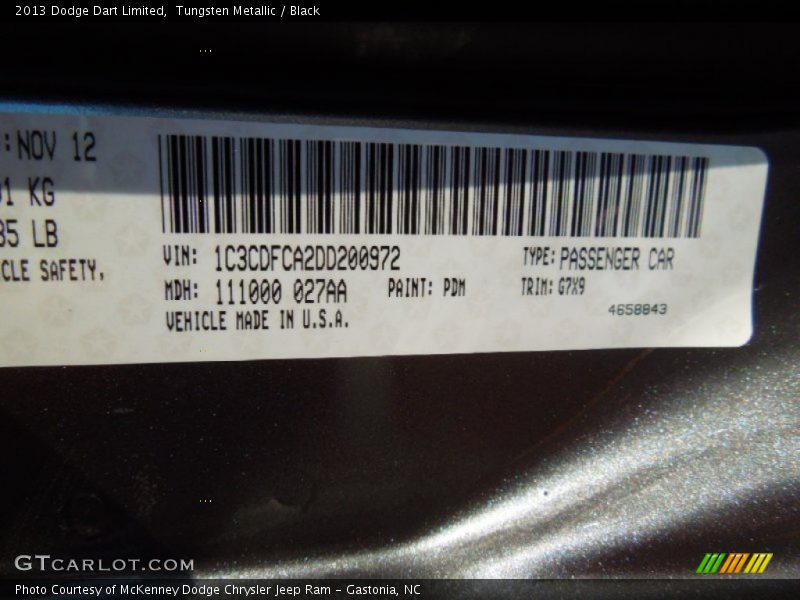 2013 Dodge Dart Limited, Tungsten Metallic / Black
:NOV 12
KG
LB
VIN: 1C3CDFCA2DD200972
TYPE: PASSENGER CAR
CLE SAFETY.
MDH: 111000 027AA
PAINT: PDM
TRIM: G7X9
VEHICLE MADE IN U.S.A.
4658843
GTCARLOT.COM
Photo Courtesy of McKenney Dodge Chrysler Jeep Ram - Gastonia, NC